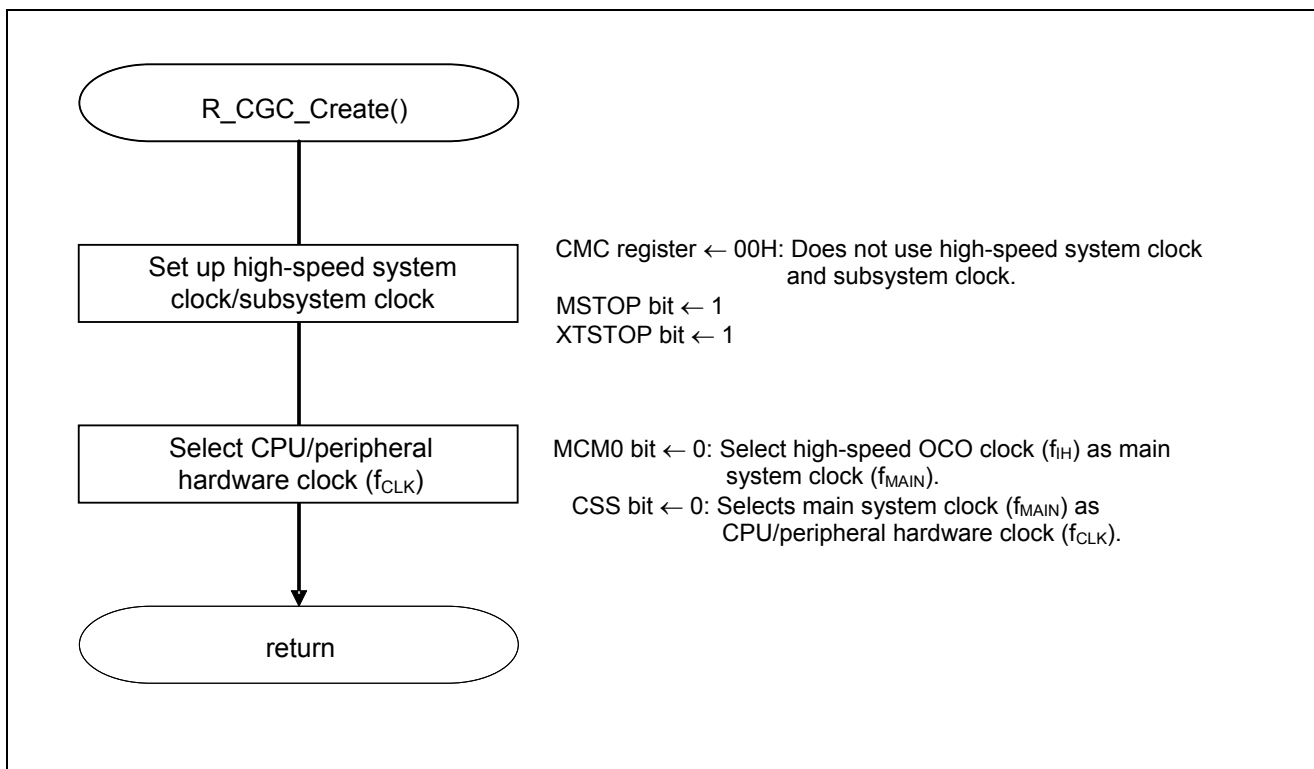 R_CGC_Create()
Set up high-speed system
clock/subsystem clock
CMC register ← 00H: Does not use high-speed system clock
and subsystem clock.
MSTOP bit ← 1
XTSTOP bit ← 1
Select CPU/peripheral
hardware clock (fCLK)
MCM0 bit ← 0: Select high-speed OCO clock (fIH) as main
system clock (fMAIN).
CSS bit ← 0: Selects main system clock (fMAIN) as
CPU/peripheral hardware clock (fCLK).
return